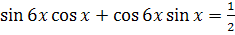 sin 6x cos x + cos 6x sin x = 1/2